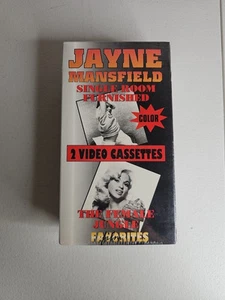 JAYNE
MANSFIELD
SINGLE ROOM
FURNISHED
COLOR
2 VIDEO CASSETTES
THE FEMALE
JUNGLE
FAVORITES